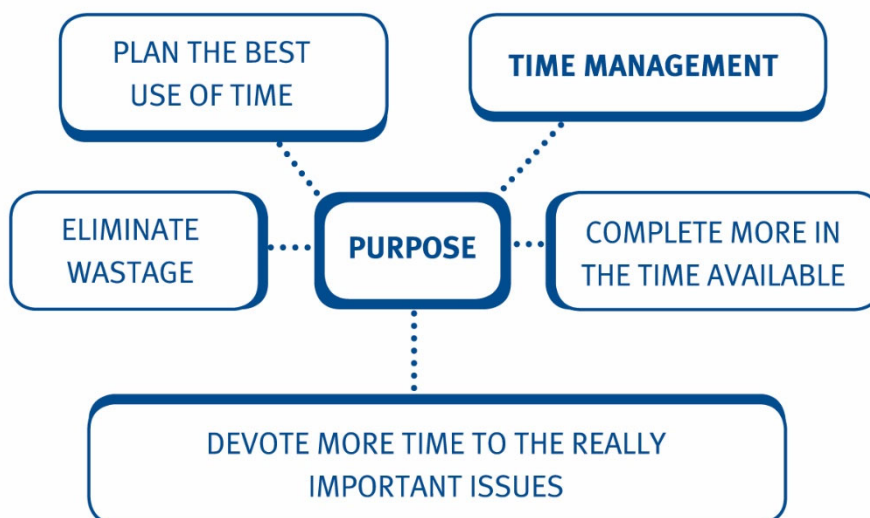 PLAN THE BEST
USE OF TIME
TIME MANAGEMENT
ELIMINATE
WASTAGE
PURPOSE
COMPLETE MORE IN
THE TIME AVAILABLE
DEVOTE MORE TIME TO THE REALLY
IMPORTANT ISSUES